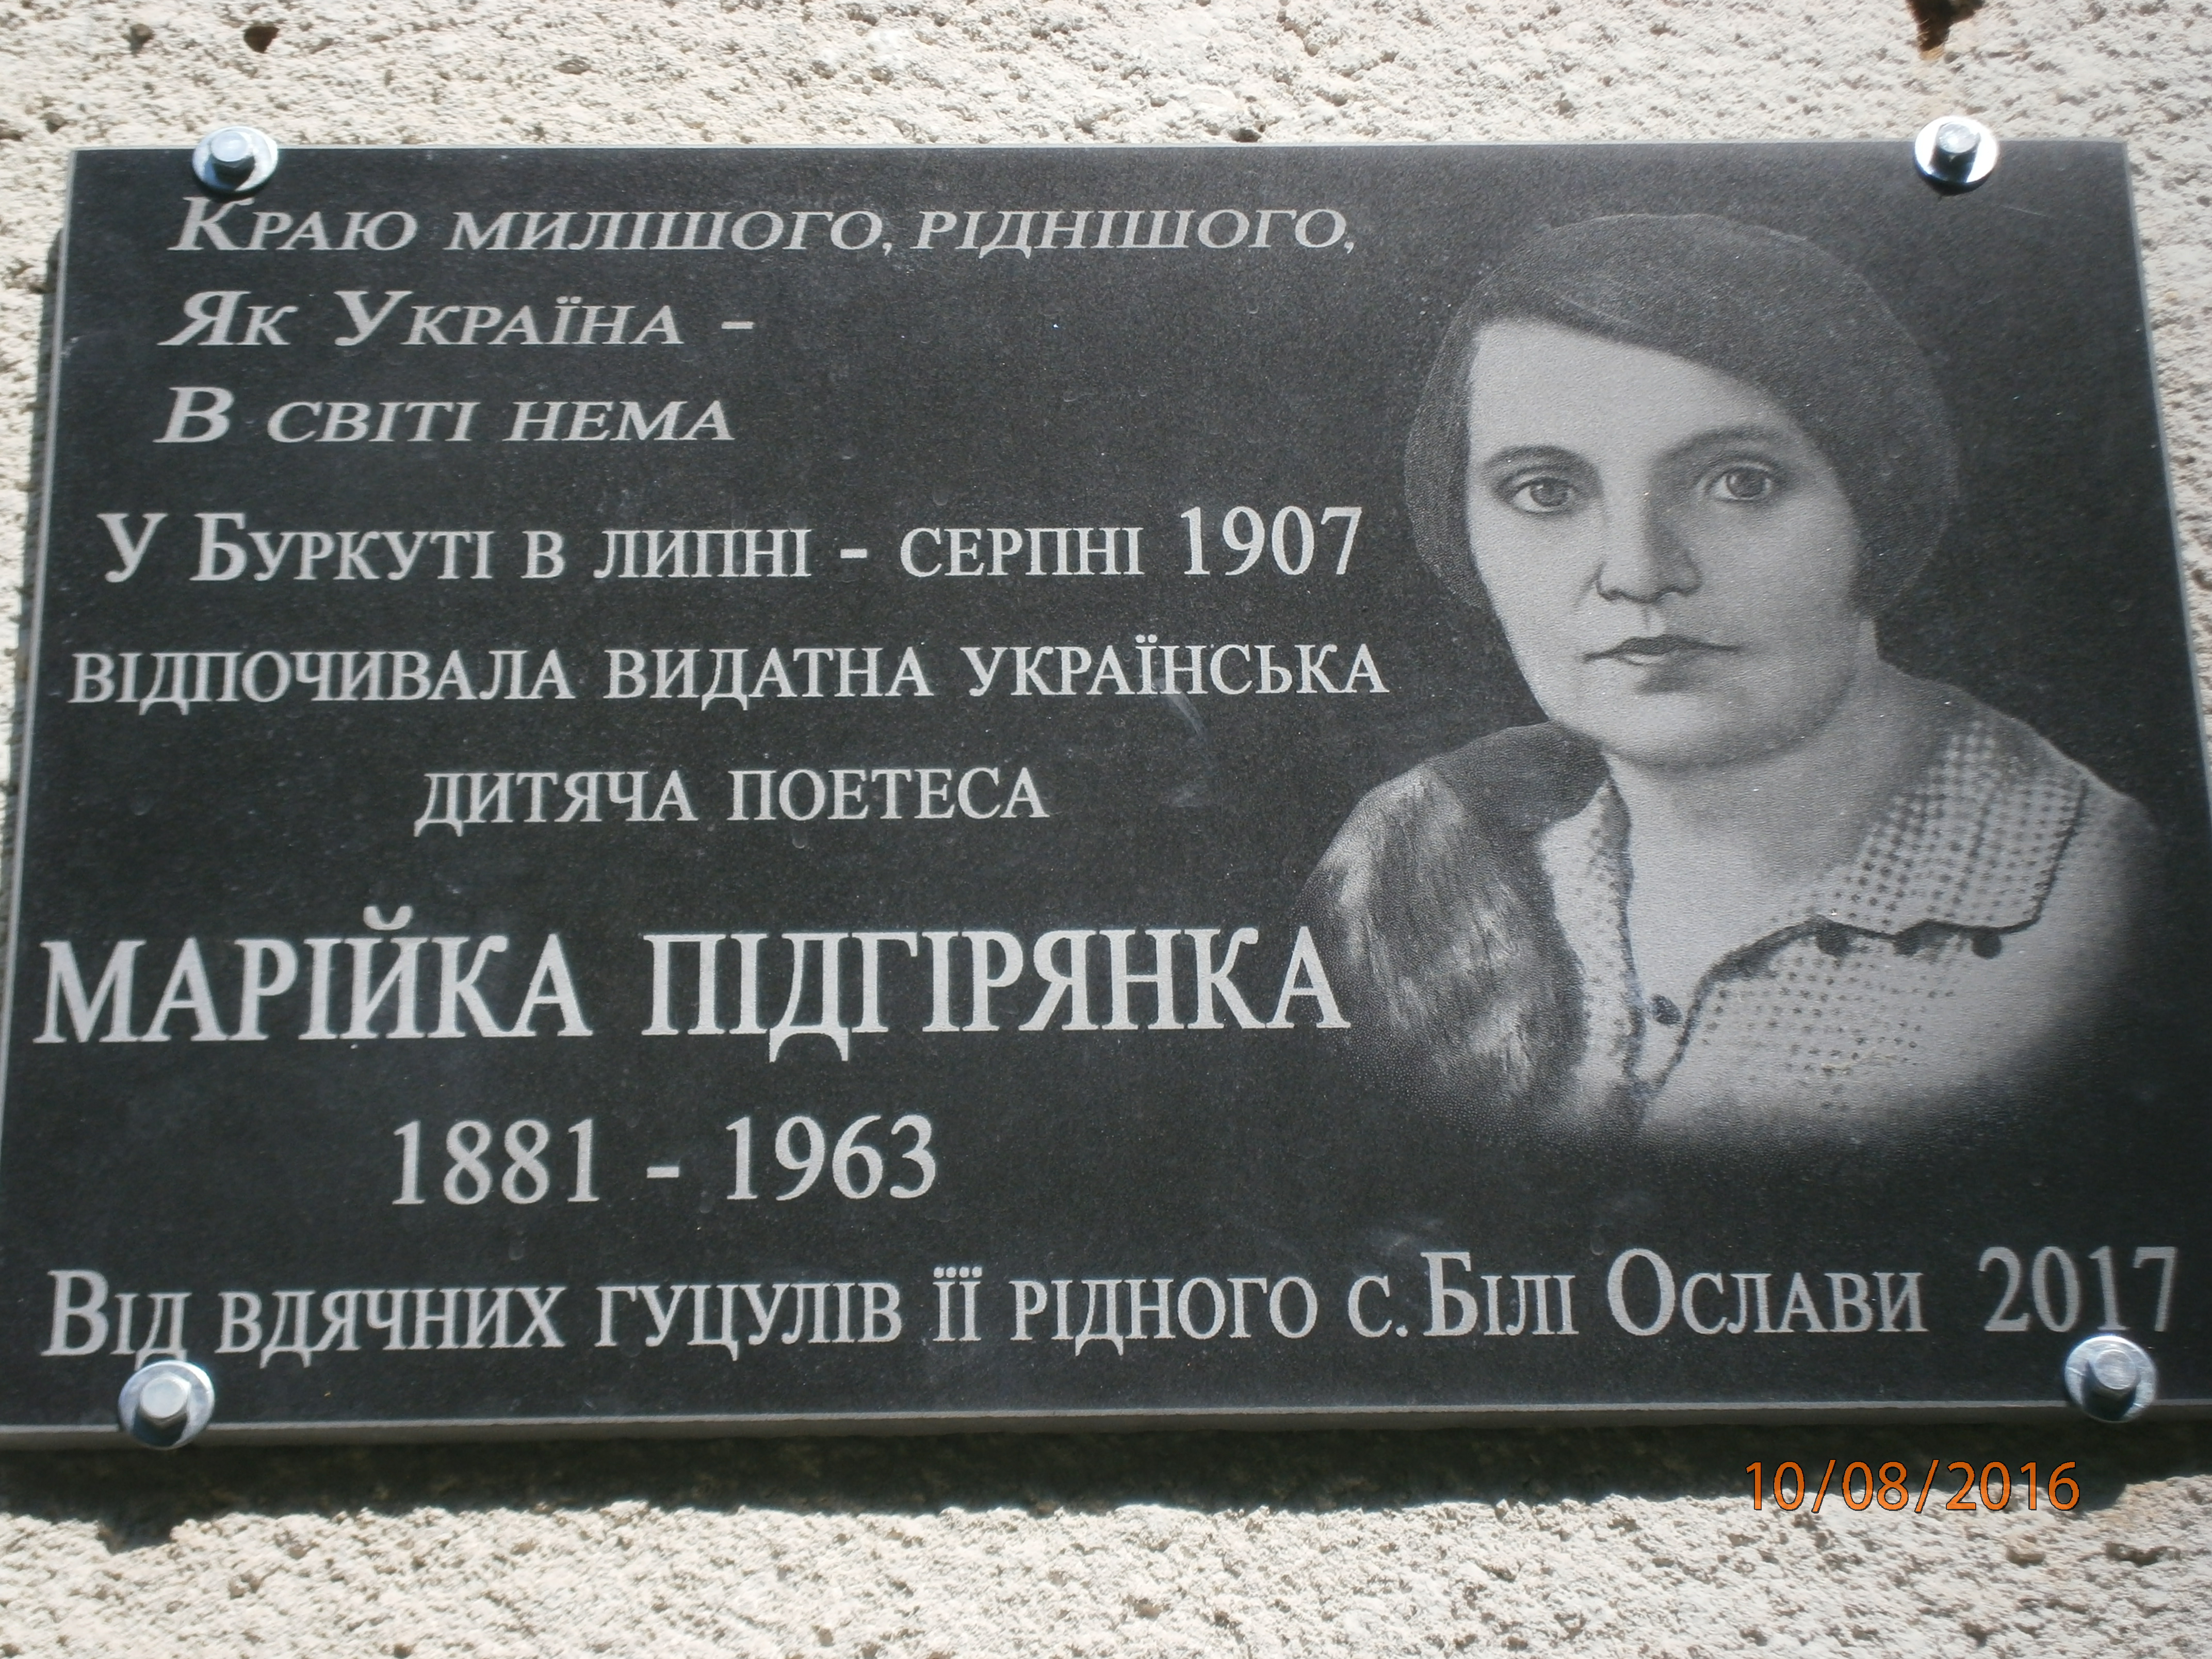 Краю милішого, ріднішого,
Як Україна -
В світі нема
У Буркуті в липні - серпні 1907
відпочивала видатна українська
дитяча поетеса
МАРІЙКА ПІДГІРЯНКА
1881 - 1963
Від вдячних гуцулів її рідного с. Білі Ослави 2017
10/08/2016